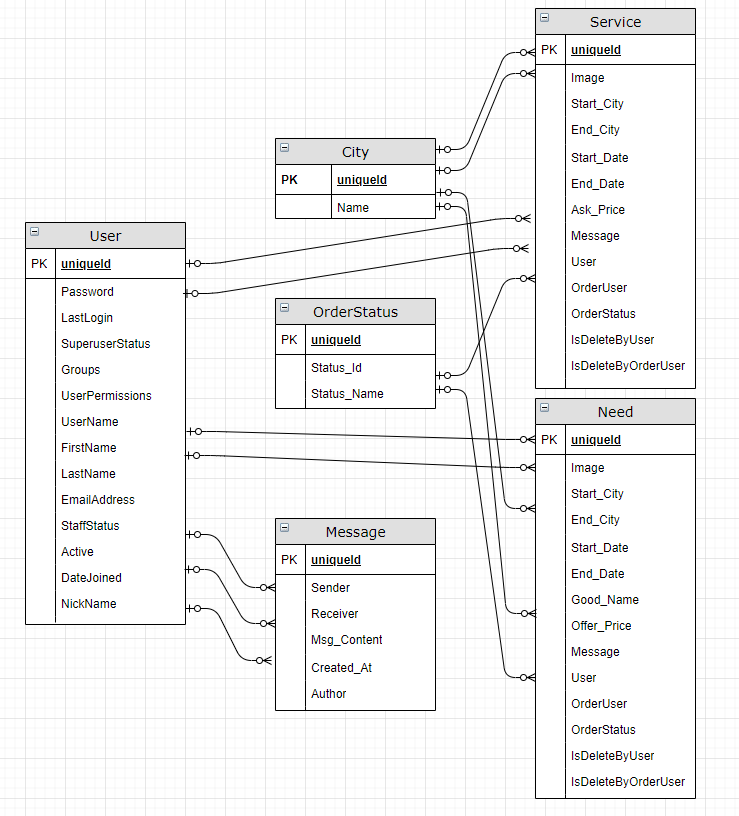 Service
PK uniqueId
Image
Start_City
End_City
Start_Date
End_Date
Ask_Price
Message
User
OrderUser
OrderStatus
IsDeleteByUser
IsDeleteByOrderUser
City
PK uniqueId
Name
User
PK uniqueId
Password
LastLogin
SuperuserStatus
Groups
UserPermissions
UserName
FirstName
LastName
EmailAddress
StaffStatus
Active
DateJoined
NickName
OrderStatus
PK uniqueId
Status_Id
Status_Name
Need
PK uniqueId
Image
Start_City
End_City
Start_Date
End_Date
Good_Name
Offer_Price
Message
User
OrderUser
OrderStatus
IsDeleteByUser
IsDeleteByOrderUser
Message
PK uniqueId
Sender
Receiver
Msg_Content
Created_At
Author